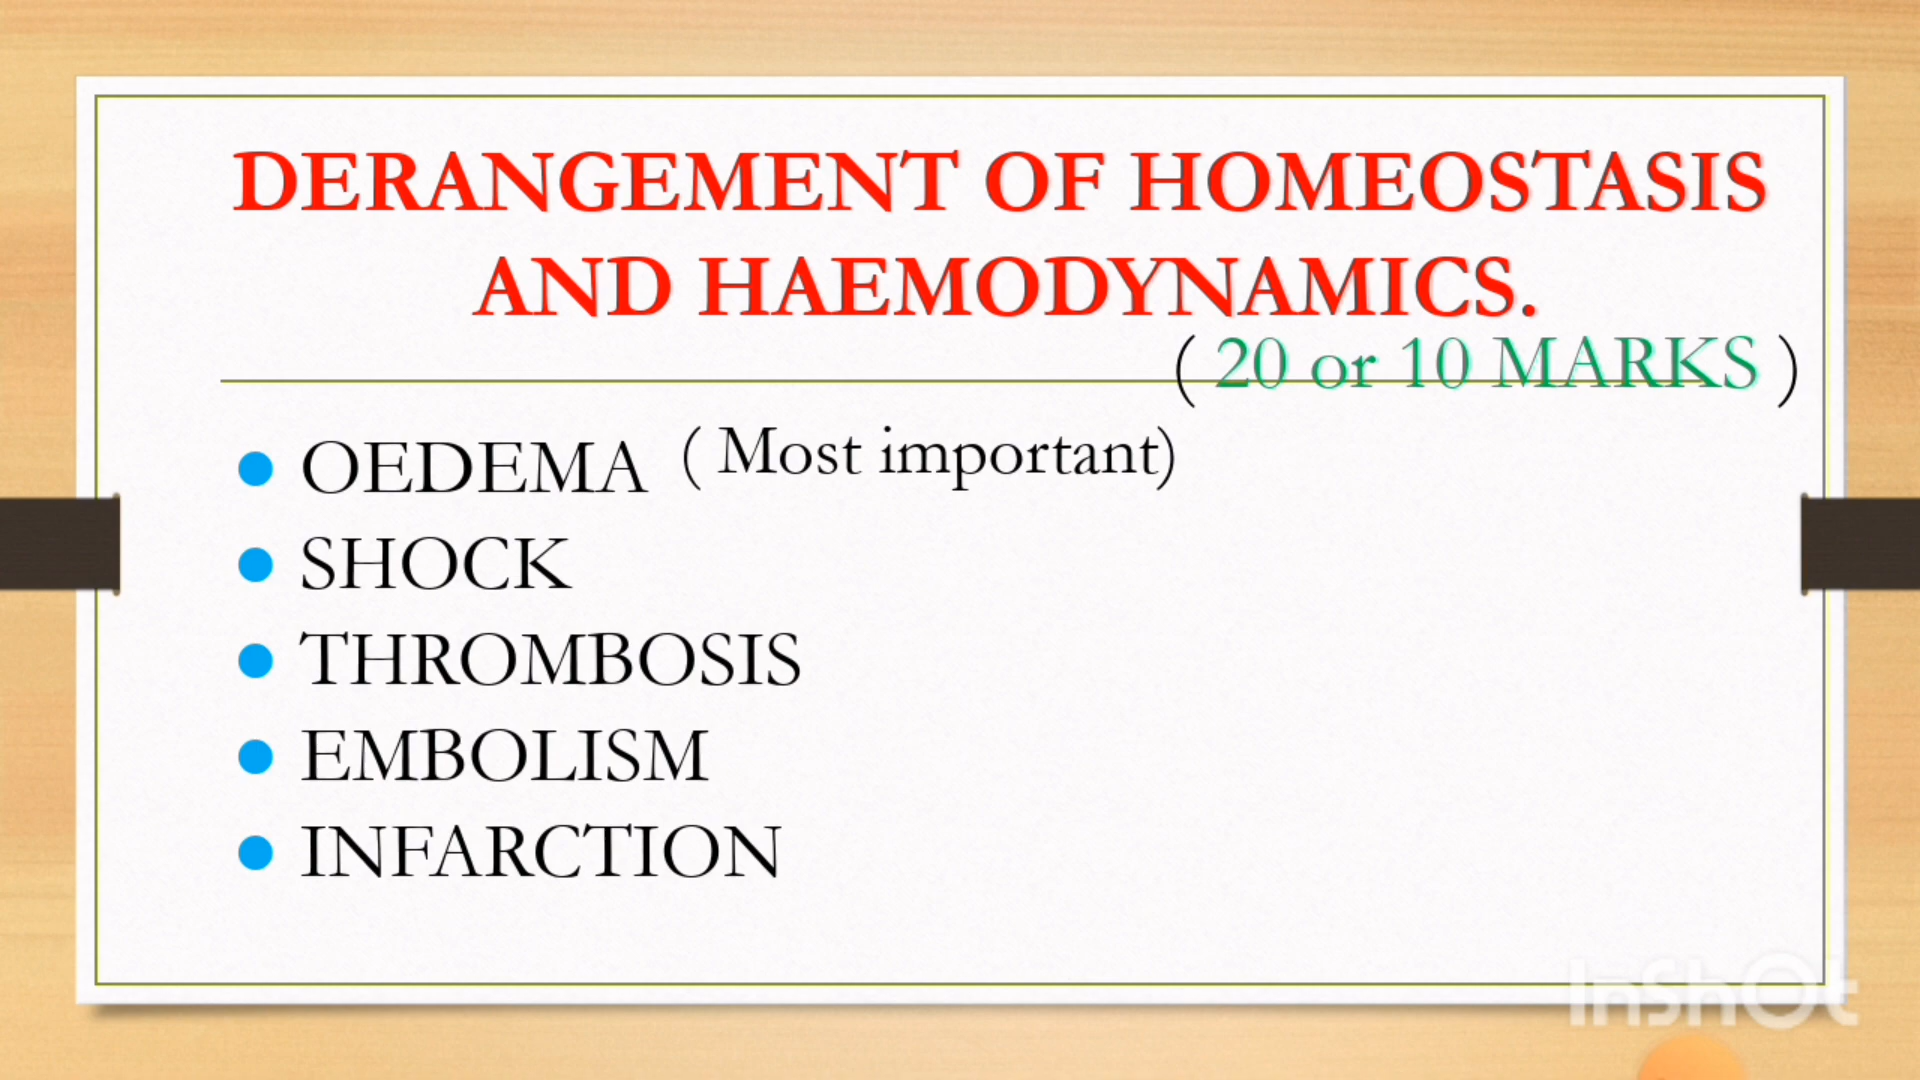 DERANGEMENT OF HOMEOSTASIS
AND HAEMODYNAMICS.
( 20 or 10 MARKS )
● OEDEMA ( Most important)
● SHOCK
● THROMBOSIS
● EMBOLISM
● INFARCTION
InShOt